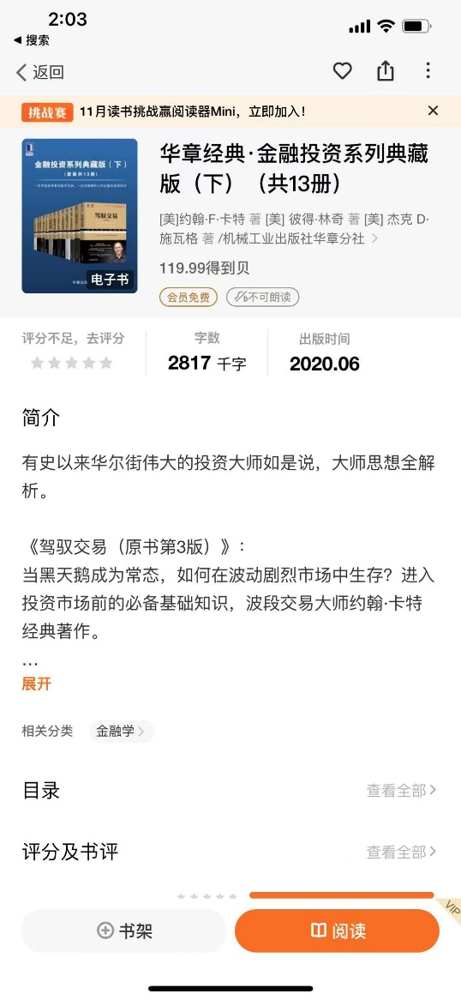 2:03
搜索
返回
挑战赛 11月读书挑战赢阅读器Mini，立即加入！
金融投资系列典藏版（下）
（套装共13册）
驾驭交易
电子书
华章经典·金融投资系列典藏
版（下）（共13册）
[美]约翰·F·卡特 著 [美] 彼得·林奇 著 [美] 杰克 D·
施瓦格 著 /机械工业出版社华章分社
119.99得到贝
会员免费 不可朗读
评分不足，去评分
字数
2817 千字
出版时间
2020.06
简介
有史以来华尔街伟大的投资大师如是说，大师思想全解
析。
《驾驭交易（原书第3版）》：
当黑天鹅成为常态，如何在波动剧烈市场中生存？进入
投资市场前的必备基础知识，波段交易大师约翰·卡特
经典著作。
...
展开
相关分类 金融学
目录 查看全部
评分及书评 查看全部
VIP
书架 阅读